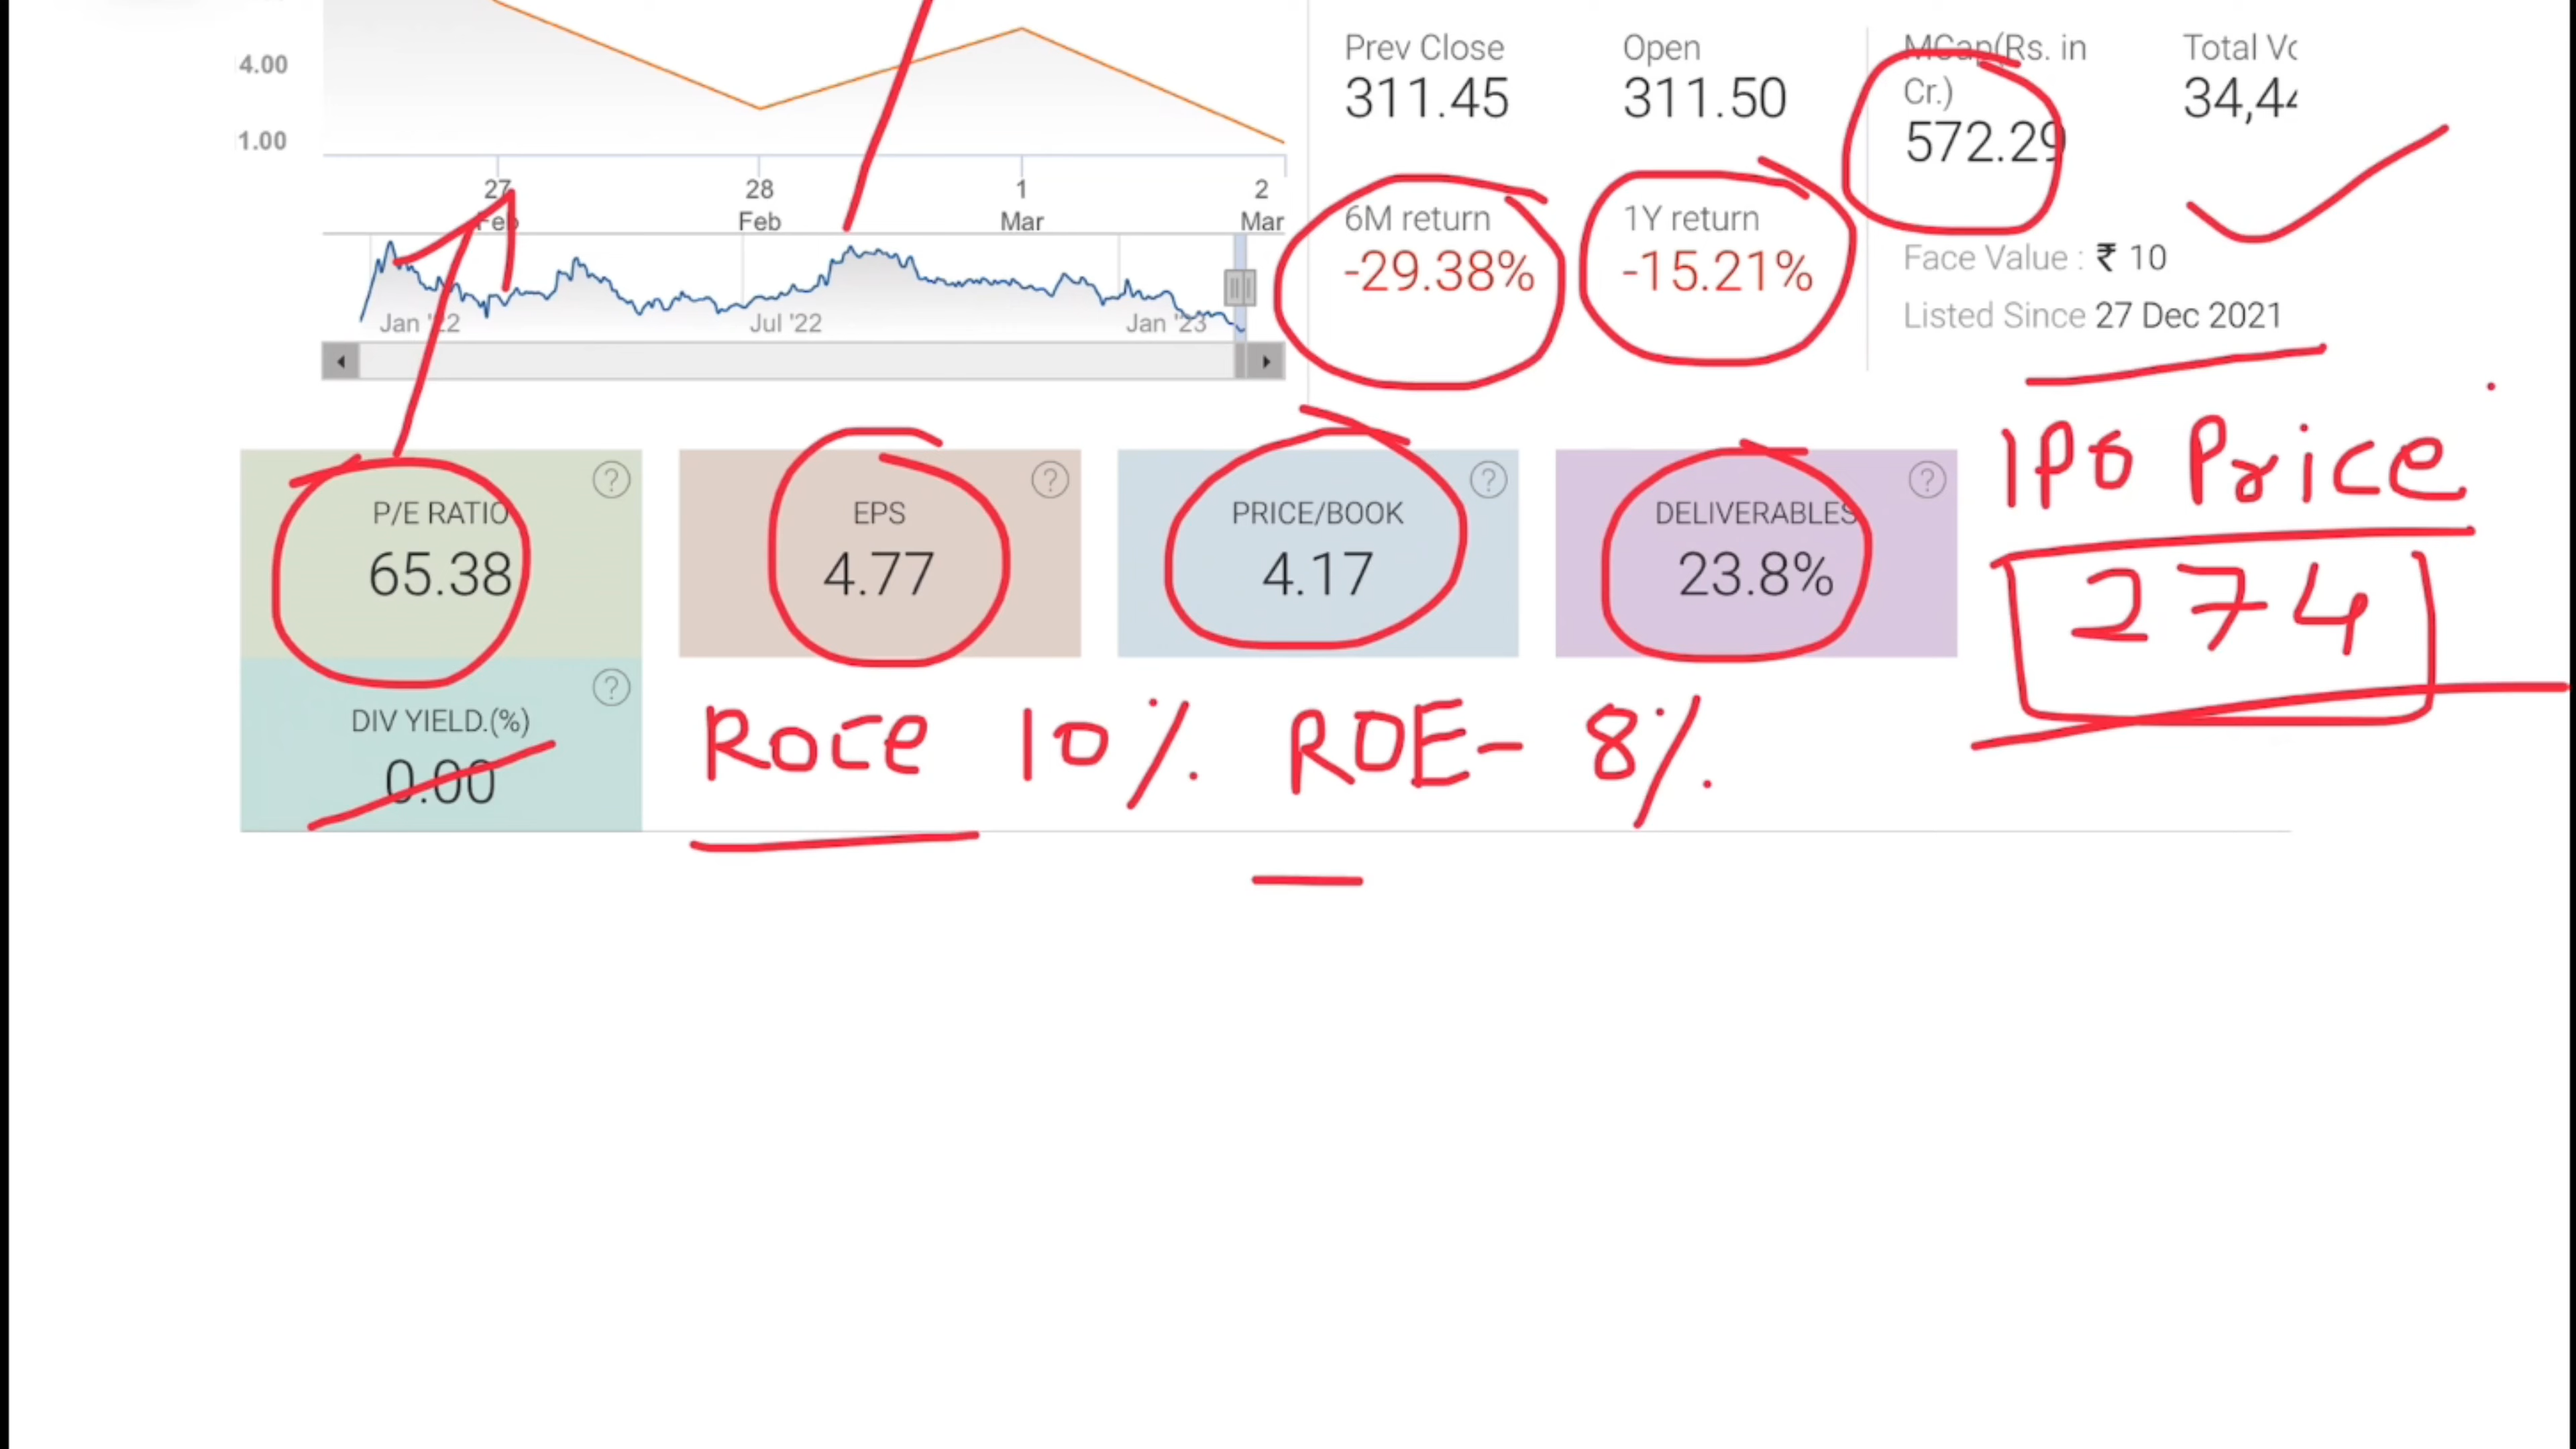 Prev Close
Open
MCap(Rs. in
Cr.)
Total Vo
311.45
311.50
572.29
34,44
4.00
1.00
27
Feb
28
Feb
1
Mar
2
Mar
6M return
-29.38%
1Y return
-15.21%
Face Value : ₹ 10
Listed Since 27 Dec 2021
Jan '22
Jul '22
Jan '23
IPO Price
274
P/E RATIO
65.38
EPS
4.77
PRICE/BOOK
4.17
DELIVERABLES
23.8%
DIV YIELD.(%)
0.00
Roce 10% ROE- 8%